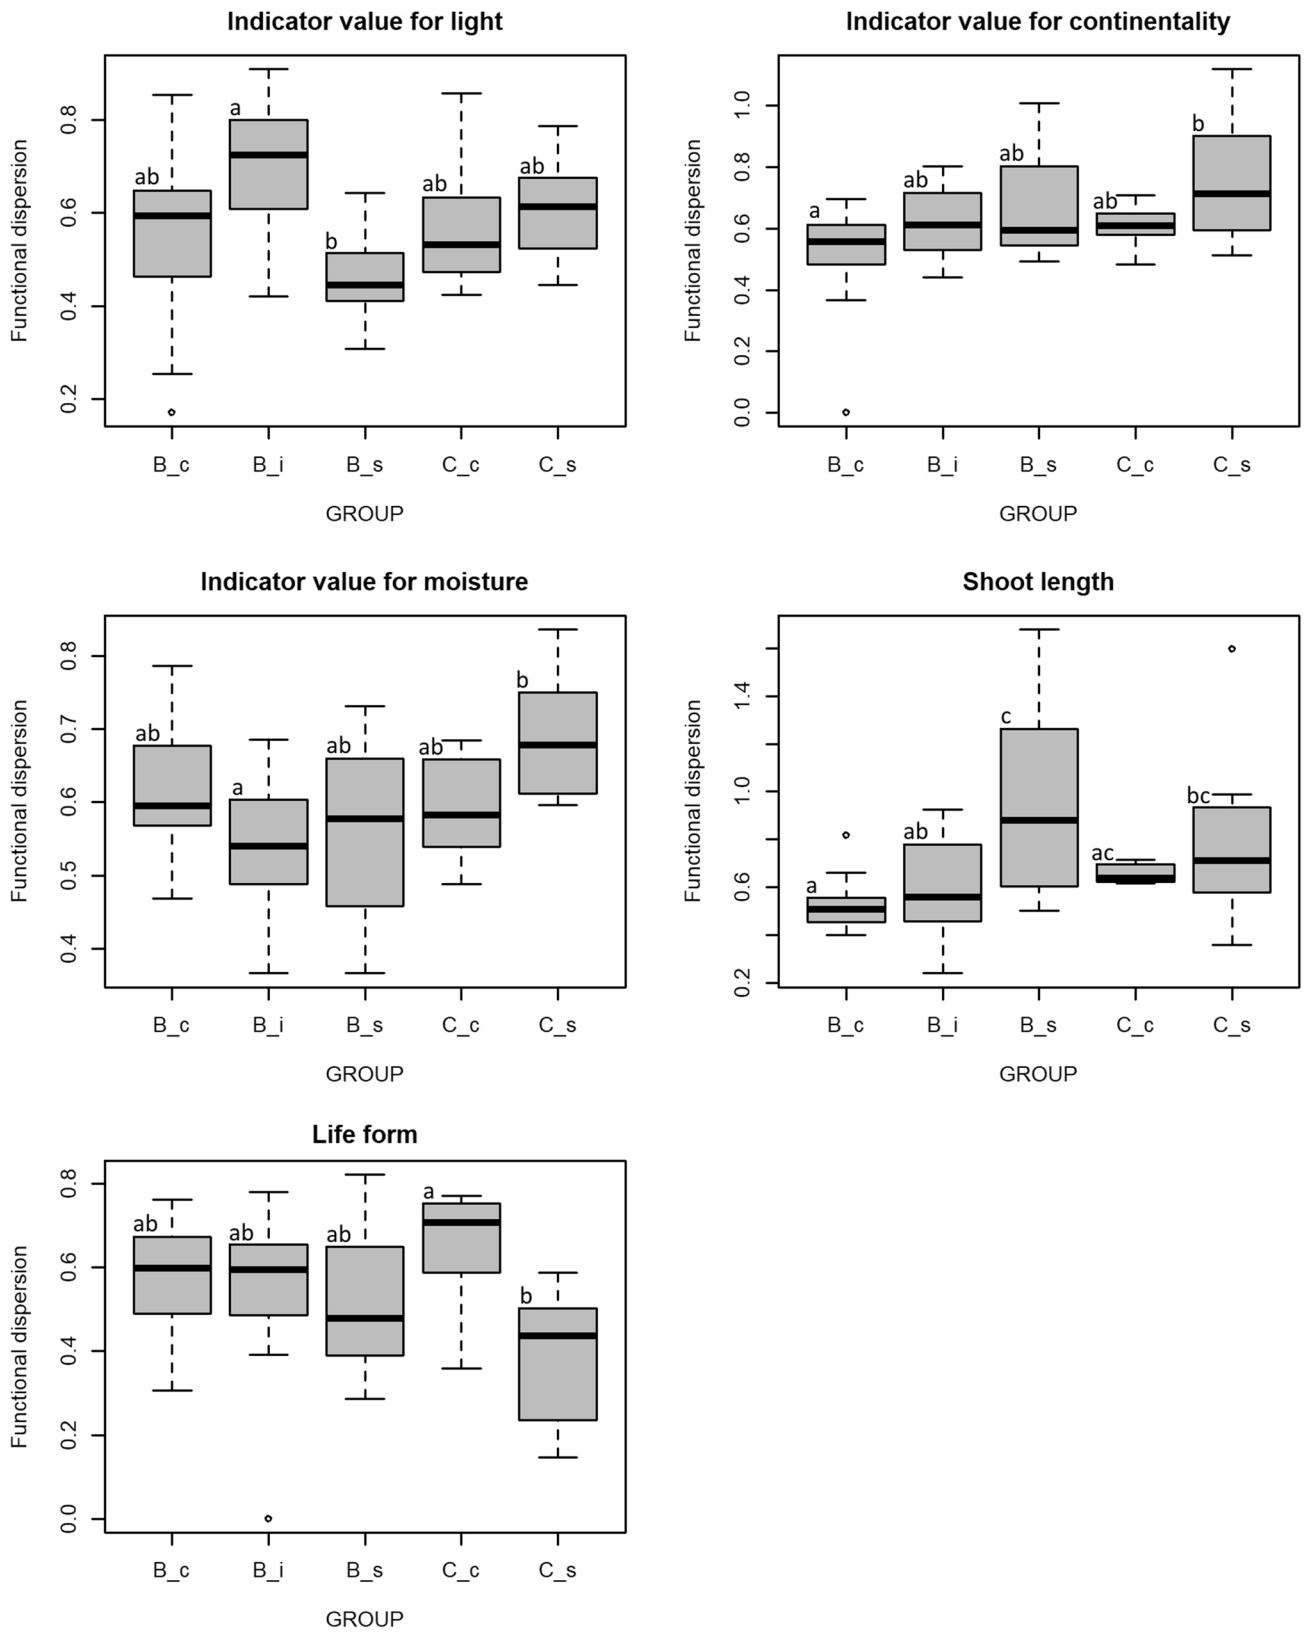 Indicator value for light
Functional dispersion
0.8
0.6
0.4
0.2
ab
a
b
ab
ab
B_c B_i B_s C_c C_s
GROUP
Indicator value for continentality
Functional dispersion
1.0
0.8
0.6
0.4
0.2
0.0
a
ab
ab
ab
b
B_c B_i B_s C_c C_s
GROUP
Indicator value for moisture
Functional dispersion
0.8
0.7
0.6
0.5
0.4
ab
a
ab
ab
b
B_c B_i B_s C_c C_s
GROUP
Shoot length
Functional dispersion
1.4
1.0
0.6
0.2
a
ab
c
ac
bc
B_c B_i B_s C_c C_s
GROUP
Life form
Functional dispersion
0.8
0.6
0.4
0.2
0.0
ab
ab
ab
a
b
B_c B_i B_s C_c C_s
GROUP